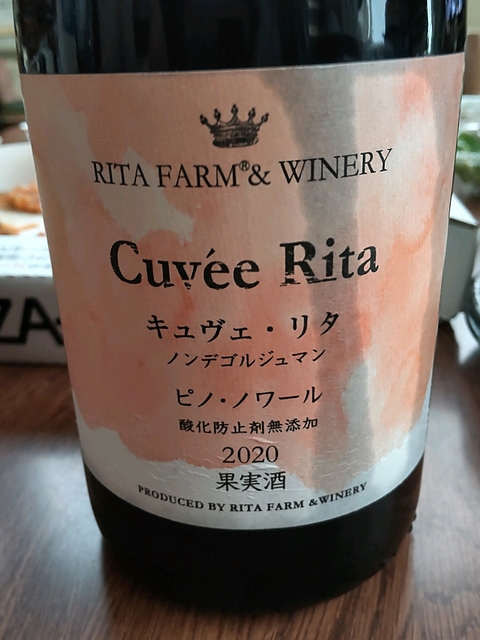 RITA FARM®& WINERY
Cuvée Rita
キュヴェ・リタ
ノンデゴルジュマン
ピノ・ノワール
酸化防止剤無添加
2020
果実酒
PRODUCED BY RITA FARM &WINERY
ZA